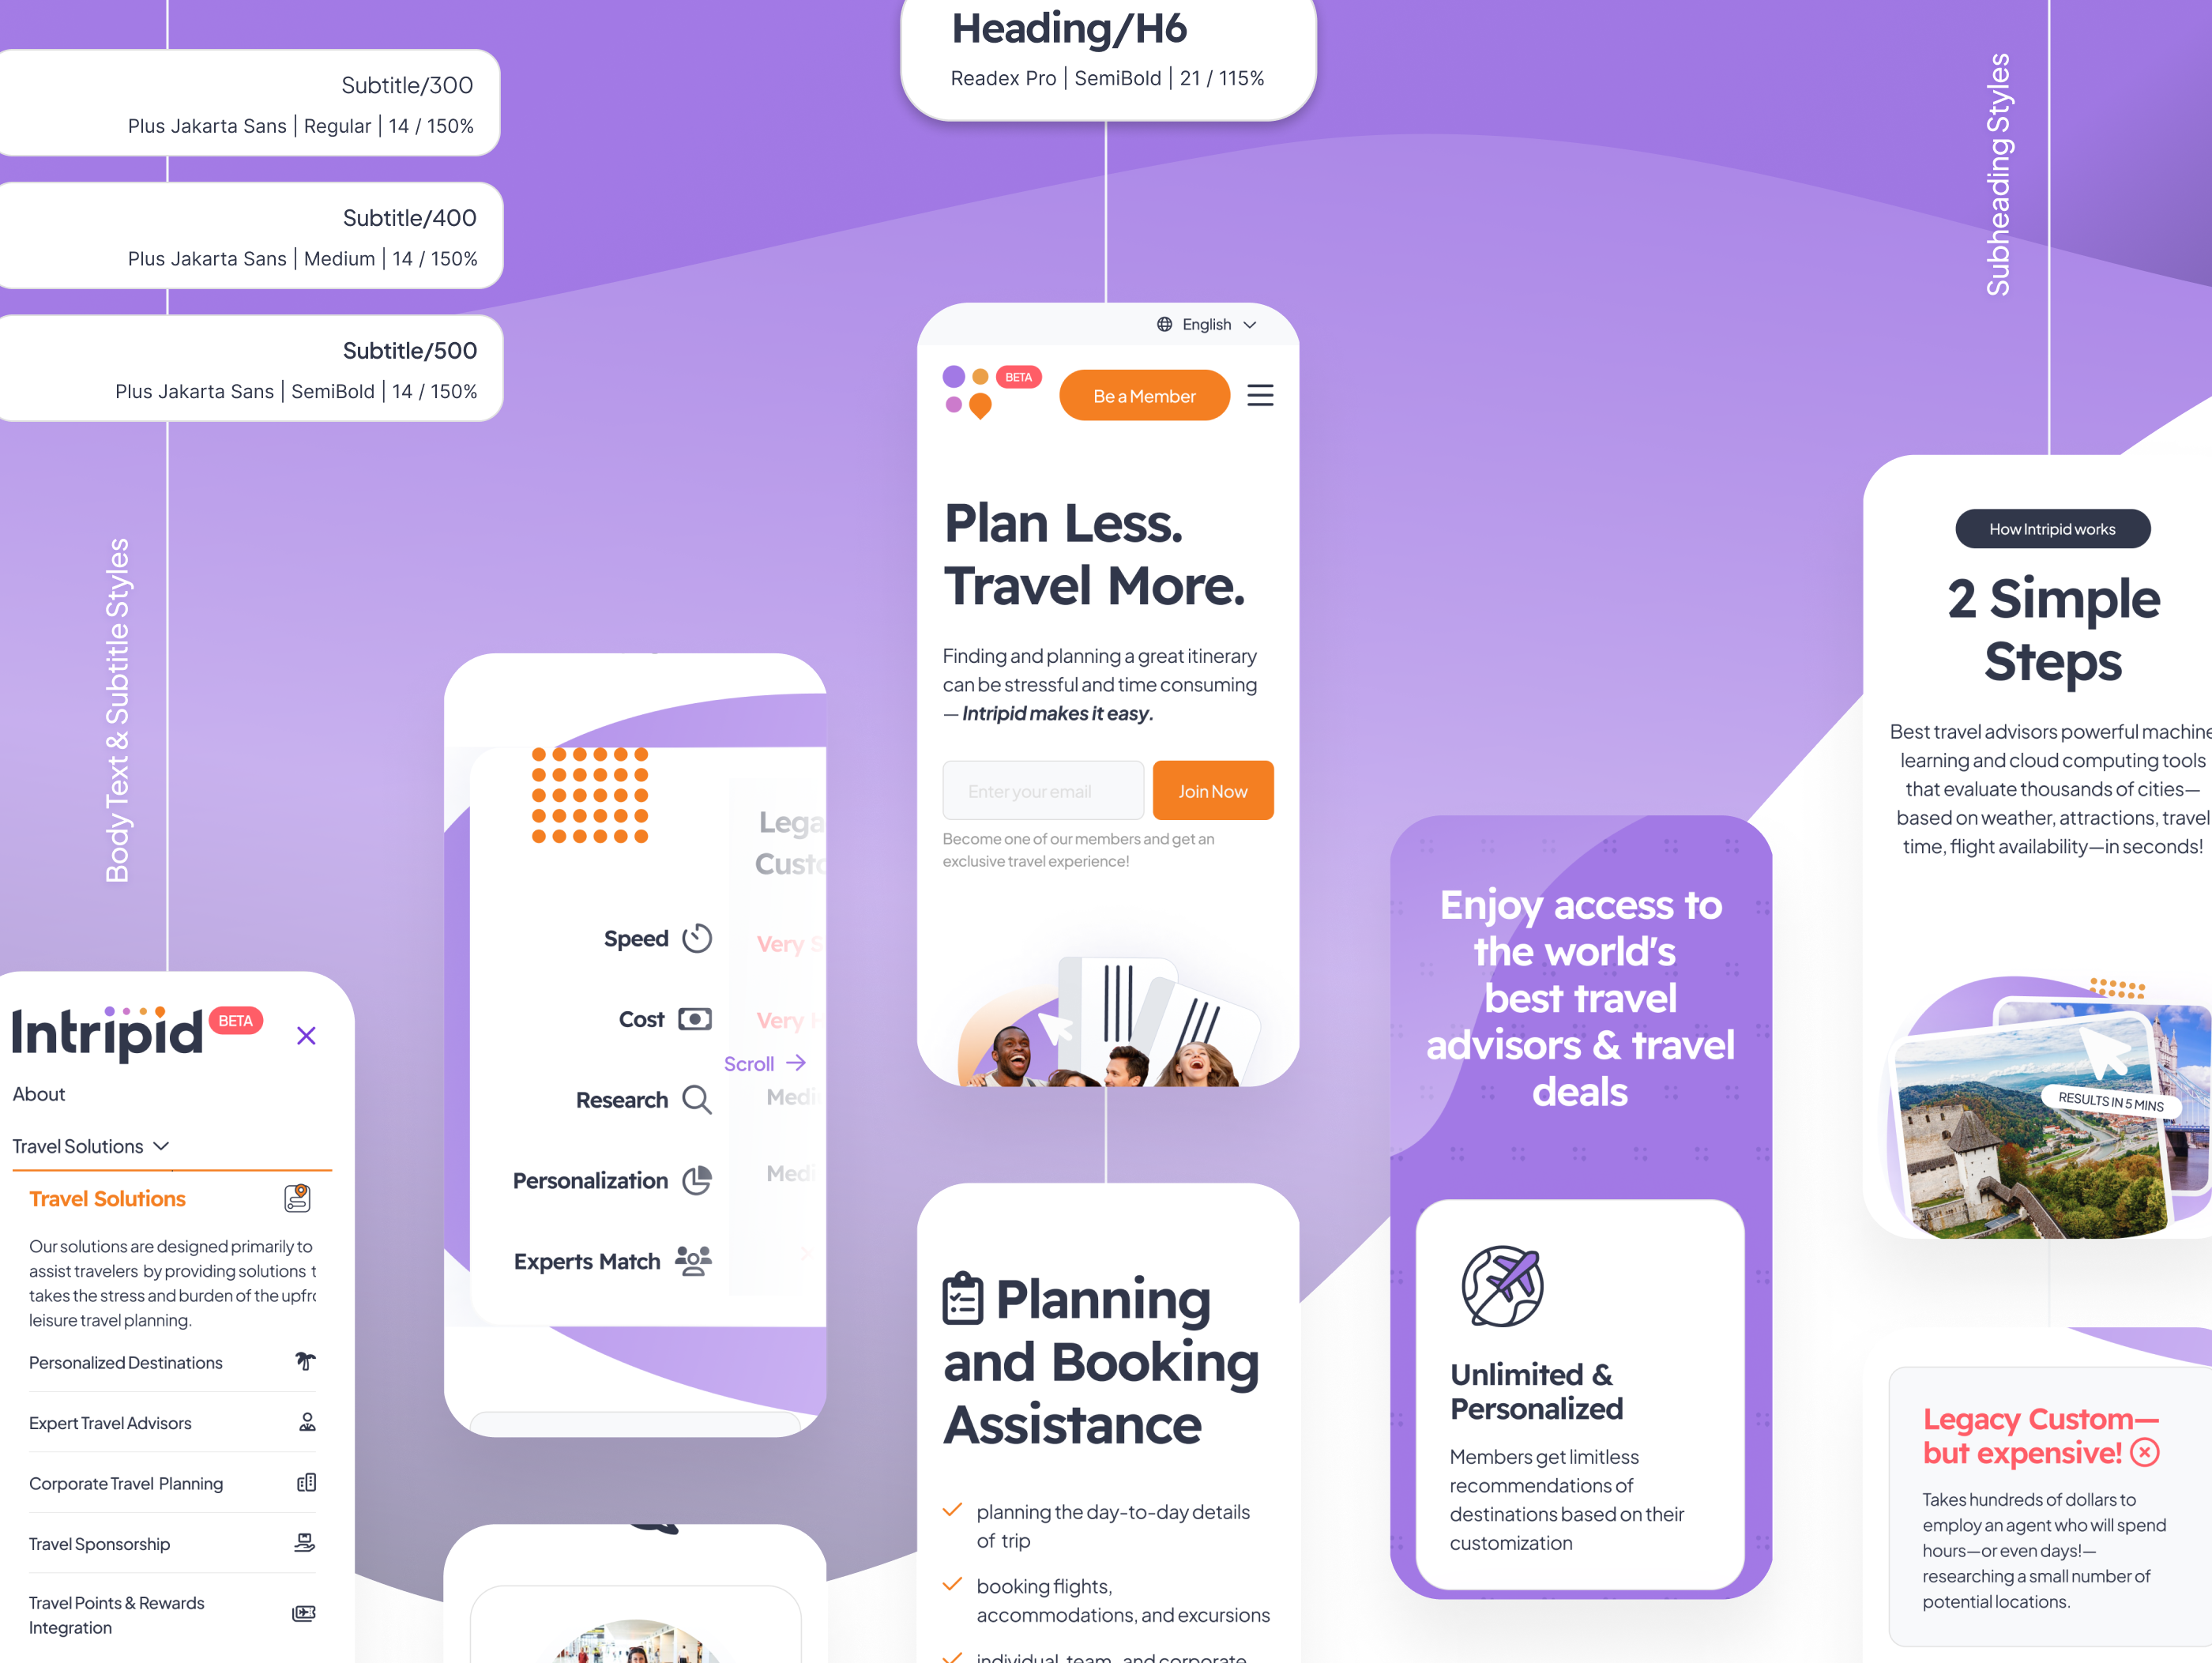 Subtitle/300
Plus Jakarta Sans | Regular | 14 / 150%
Subtitle/400
Plus Jakarta Sans | Medium | 14 / 150%
Subtitle/500
Plus Jakarta Sans | SemiBold | 14 / 150%
Body Text & Subtitle Styles
Intripid
BETA
About
Travel Solutions
Travel Solutions
Our solutions are designed primarily to
assist travelers by providing solutions
takes the stress and burden of the
leisure travel planning.
Personalized Destinations
Expert Travel Advisors
Corporate Travel Planning
Travel Sponsorship
Travel Points & Rewards
Integration
Speed
Cost
Scroll
Research
Personalization
Experts Match
Very
Very
Heading/H6
Readex Pro | SemiBold | 21 / 115%
English
BETA
Be a Member
Plan Less.
Travel More.
Finding and planning a great itinerary
can be stressful and time consuming
— Intripid makes it easy.
Enter your email
Join Now
Become one of our members and get an
exclusive travel experience!
Planning
and Booking
Assistance
planning the day-to-day details
of trip
booking flights,
accommodations, and excursions
individual, team, and corporate
Enjoy access to
the world's
best travel
advisors & travel
deals
Unlimited &
Personalized
Members get limitless
recommendations of
destinations based on their
customization
Subheading Styles
How Intripid works
2 Simple
Steps
Best travel advisors powerful machine
learning and cloud computing tools
that evaluate thousands of cities—
based on weather, attractions, travel
time, flight availability—in seconds!
RESULTS IN 5 MINS
Legacy Custom—
but expensive!
Takes hundreds of dollars to
employ an agent who will spend
hours—or even days!—
researching a small number of
potential locations.